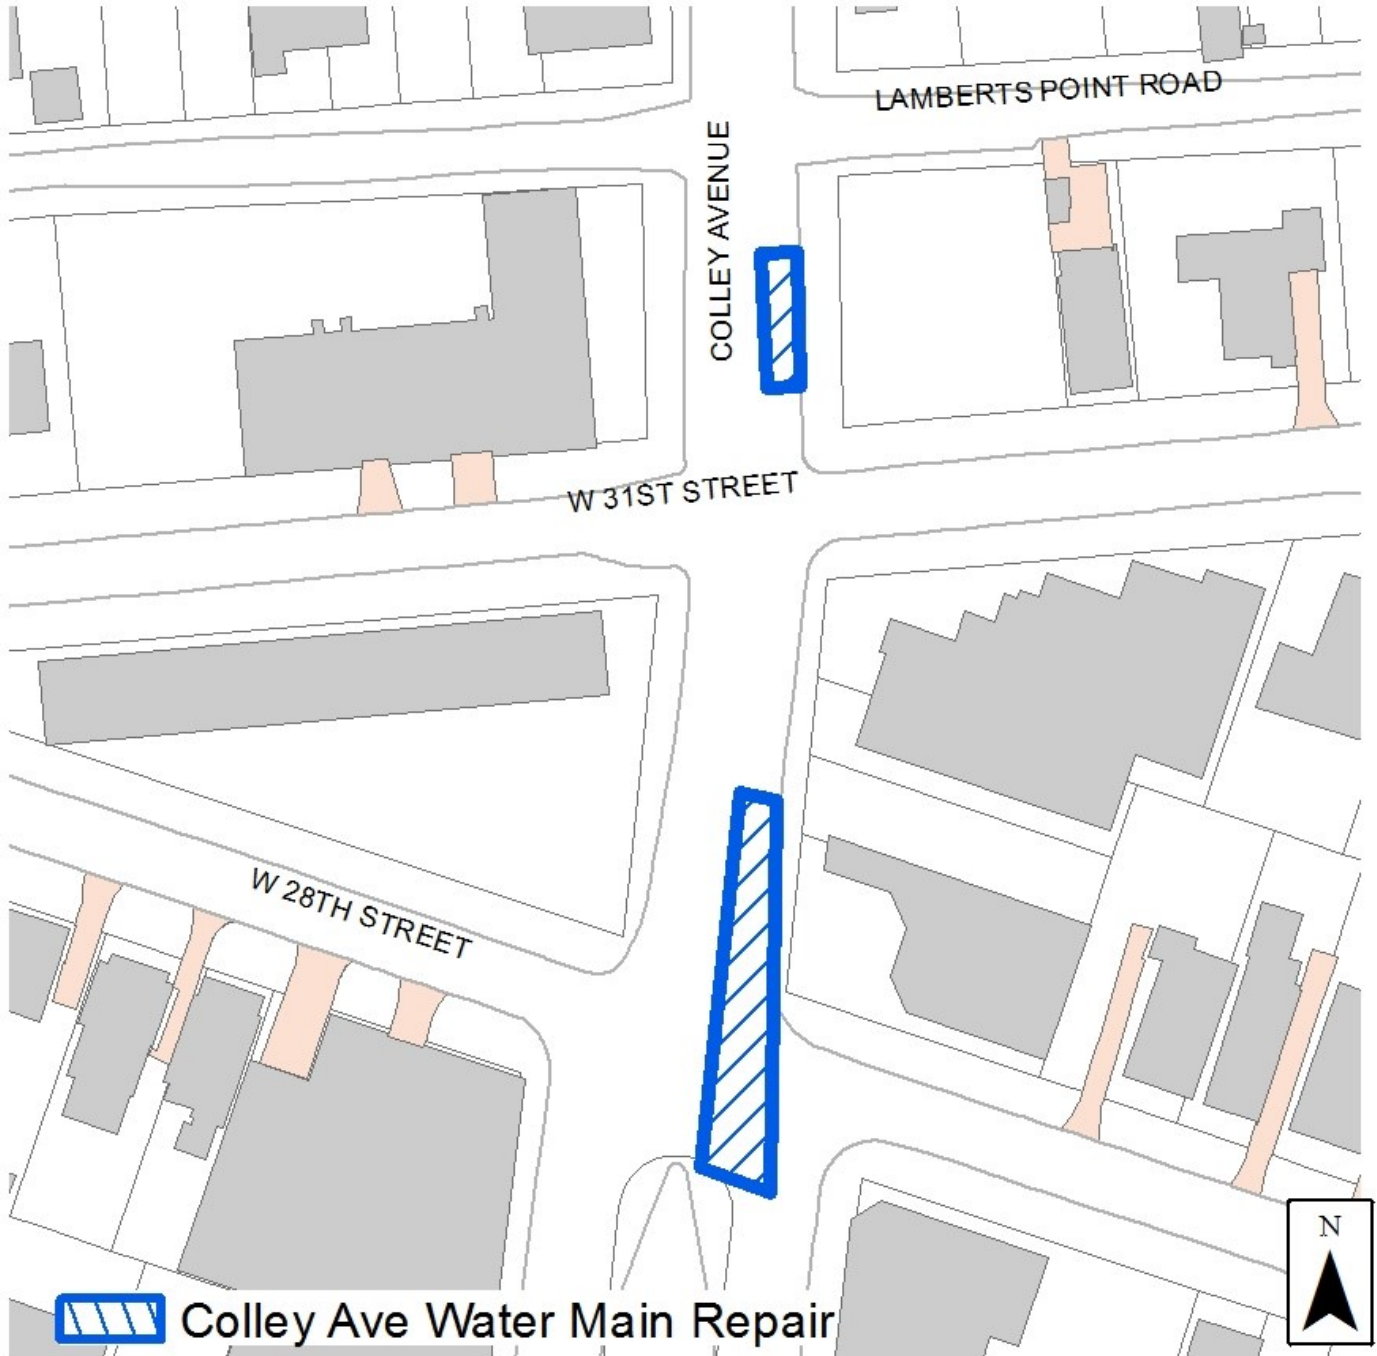 LAMBERTS POINT ROAD
COLLEY AVENUE
W 31ST STREET
W 28TH STREET
N
Colley Ave Water Main Repair